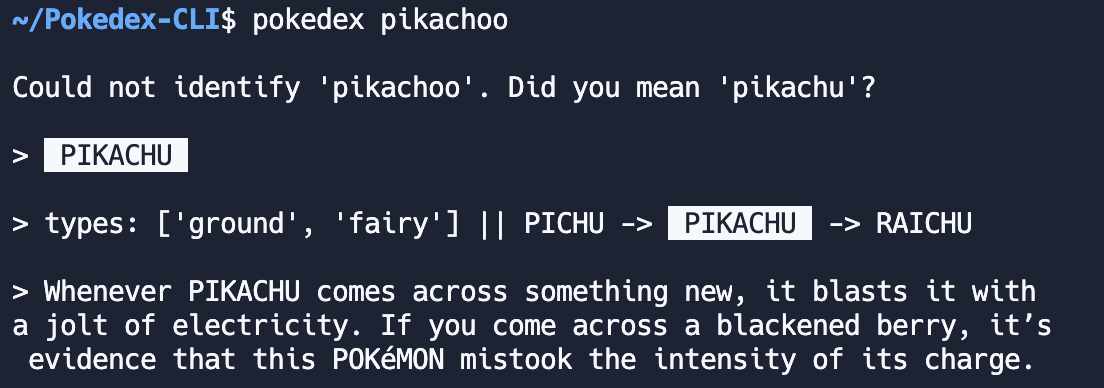 ~/Pokedex-CLI$ pokedex pikachoo
Could not identify 'pikachoo'. Did you mean 'pikachu'?
> PIKACHU
> types: ['ground', 'fairy'] || PICHU -> PIKACHU -> RAICHU
> Whenever PIKACHU comes across something new, it blasts it with
a jolt of electricity. If you come across a blackened berry, it’s
evidence that this POKéMON mistook the intensity of its charge.